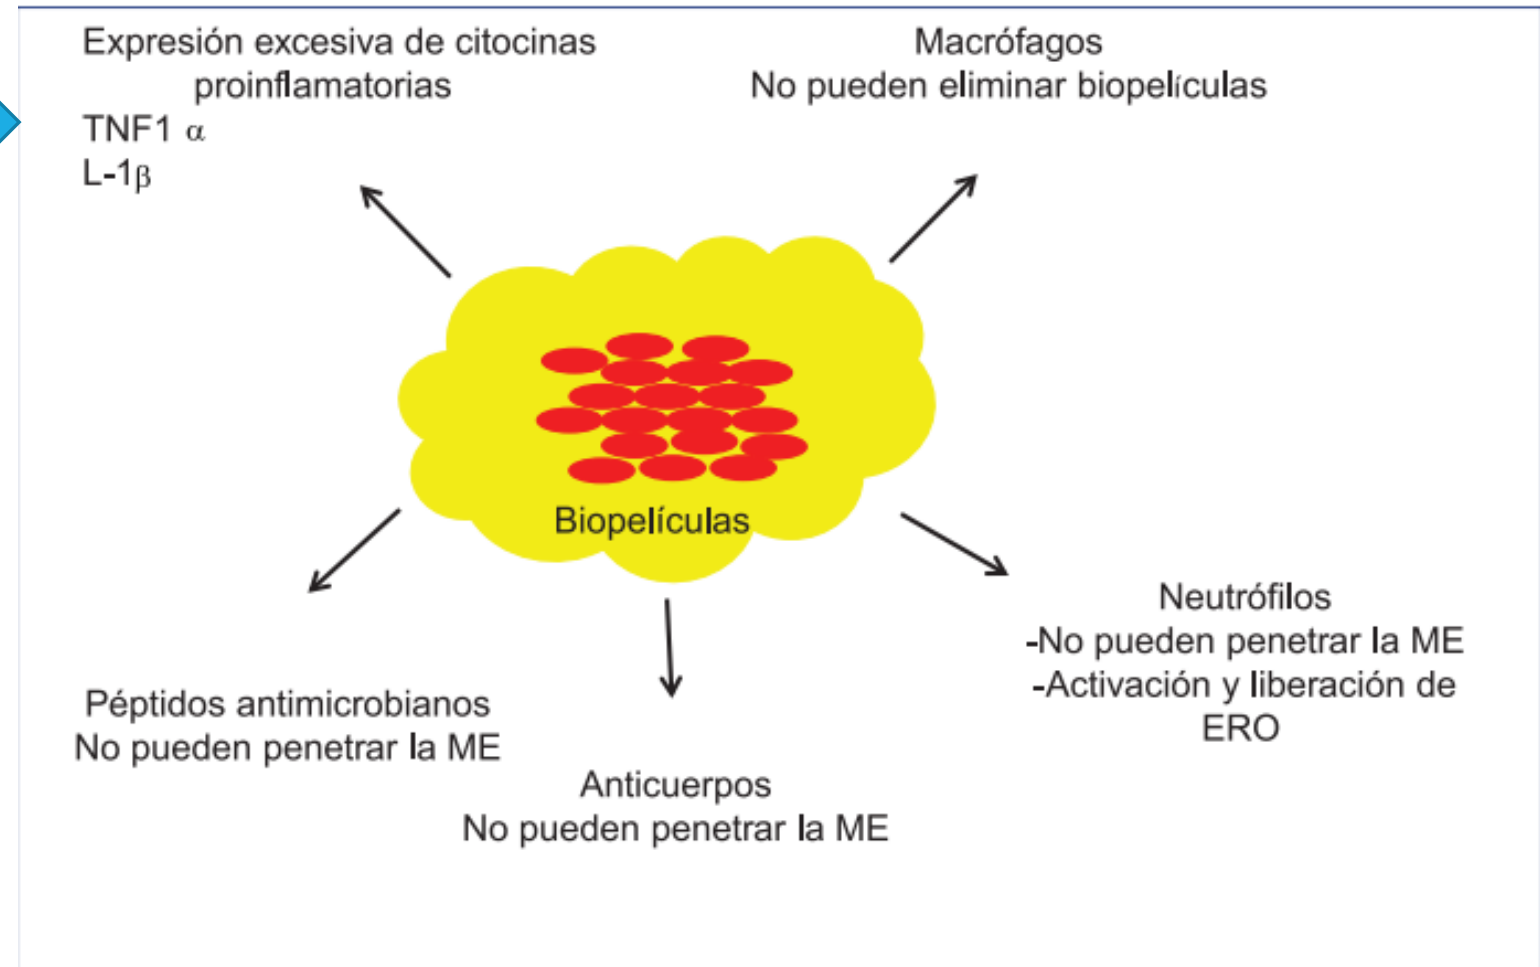 Expresión excesiva de citocinas
proinflamatorias
TNF1 α
L-1β
Macrófagos
No pueden eliminar biopelículas
Biopelículas
Neutrófilos
-No pueden penetrar la ME
-Activación y liberación de
ERO
Péptidos antimicrobianos
No pueden penetrar la ME
Anticuerpos
No pueden penetrar la ME